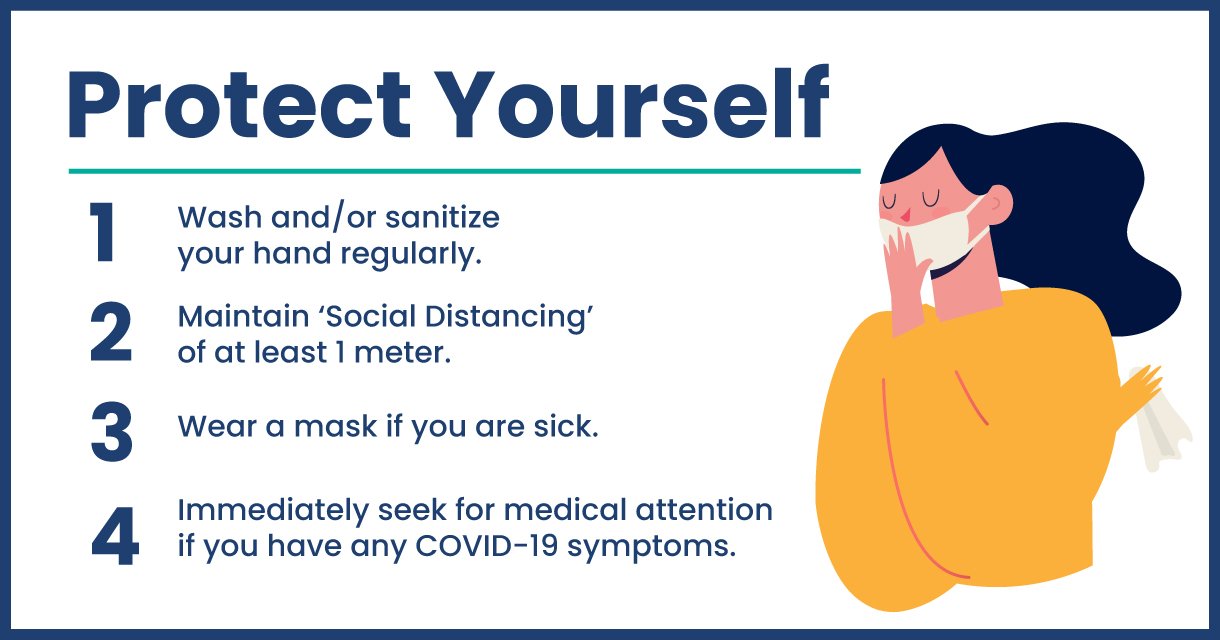 Protect Yourself
1
Wash and/or sanitize
your hand regularly.
2
Maintain ‘Social Distancing’
of at least 1 meter.
3
Wear a mask if you are sick.
4
Immediately seek for medical attention
if you have any COVID-19 symptoms.